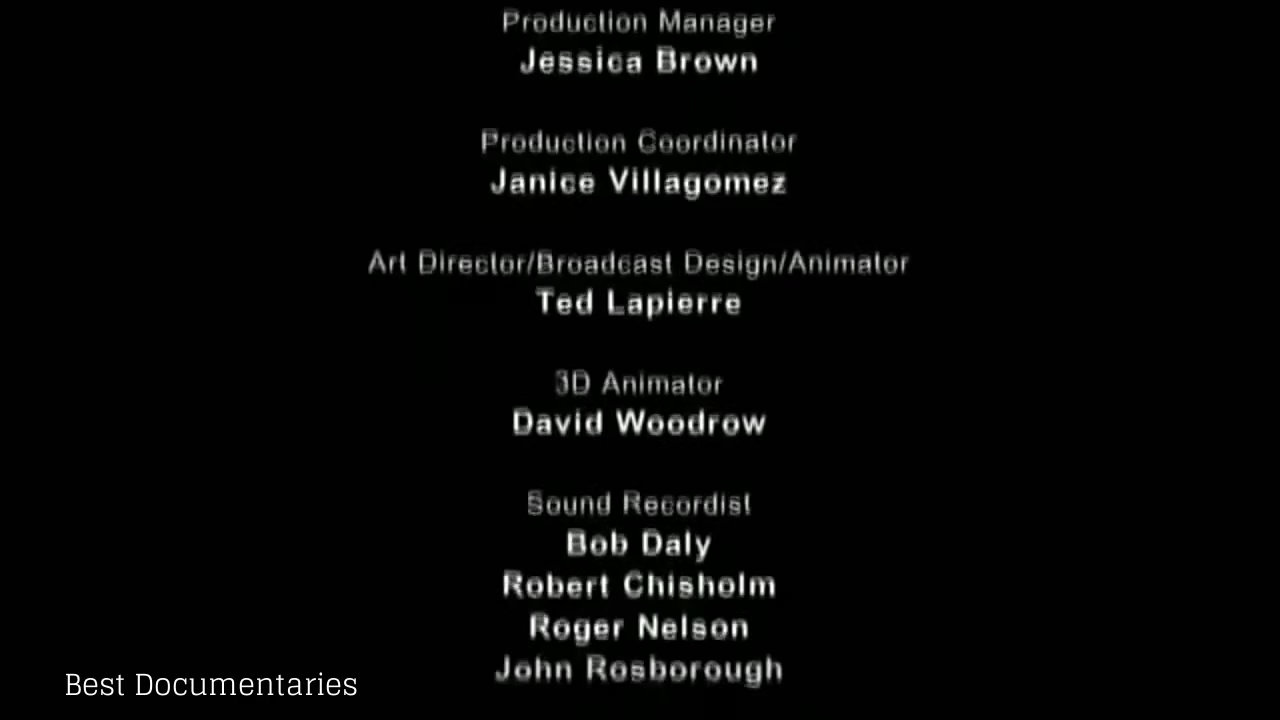 Production Manager
Jessica Brown
Production Coordinator
Janice Villagomez
Art Director/Broadcast Design/Animator
Ted Lapierre
3D Animator
David Woodrow
Sound Recordist
Bob Daly
Robert Chisholm
Roger Nelson
John Rosborough
Best Documentaries